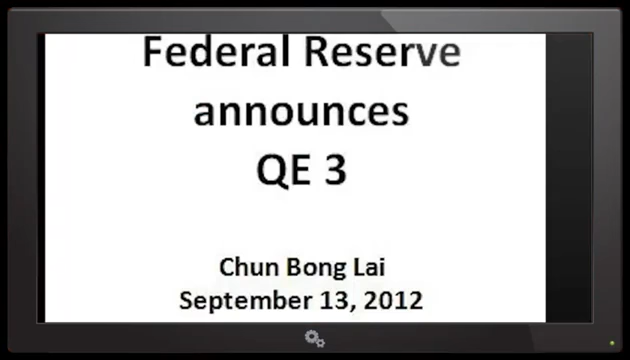 Federal Reserve
announces
QE 3
Chun Bong Lai
September 13, 2012